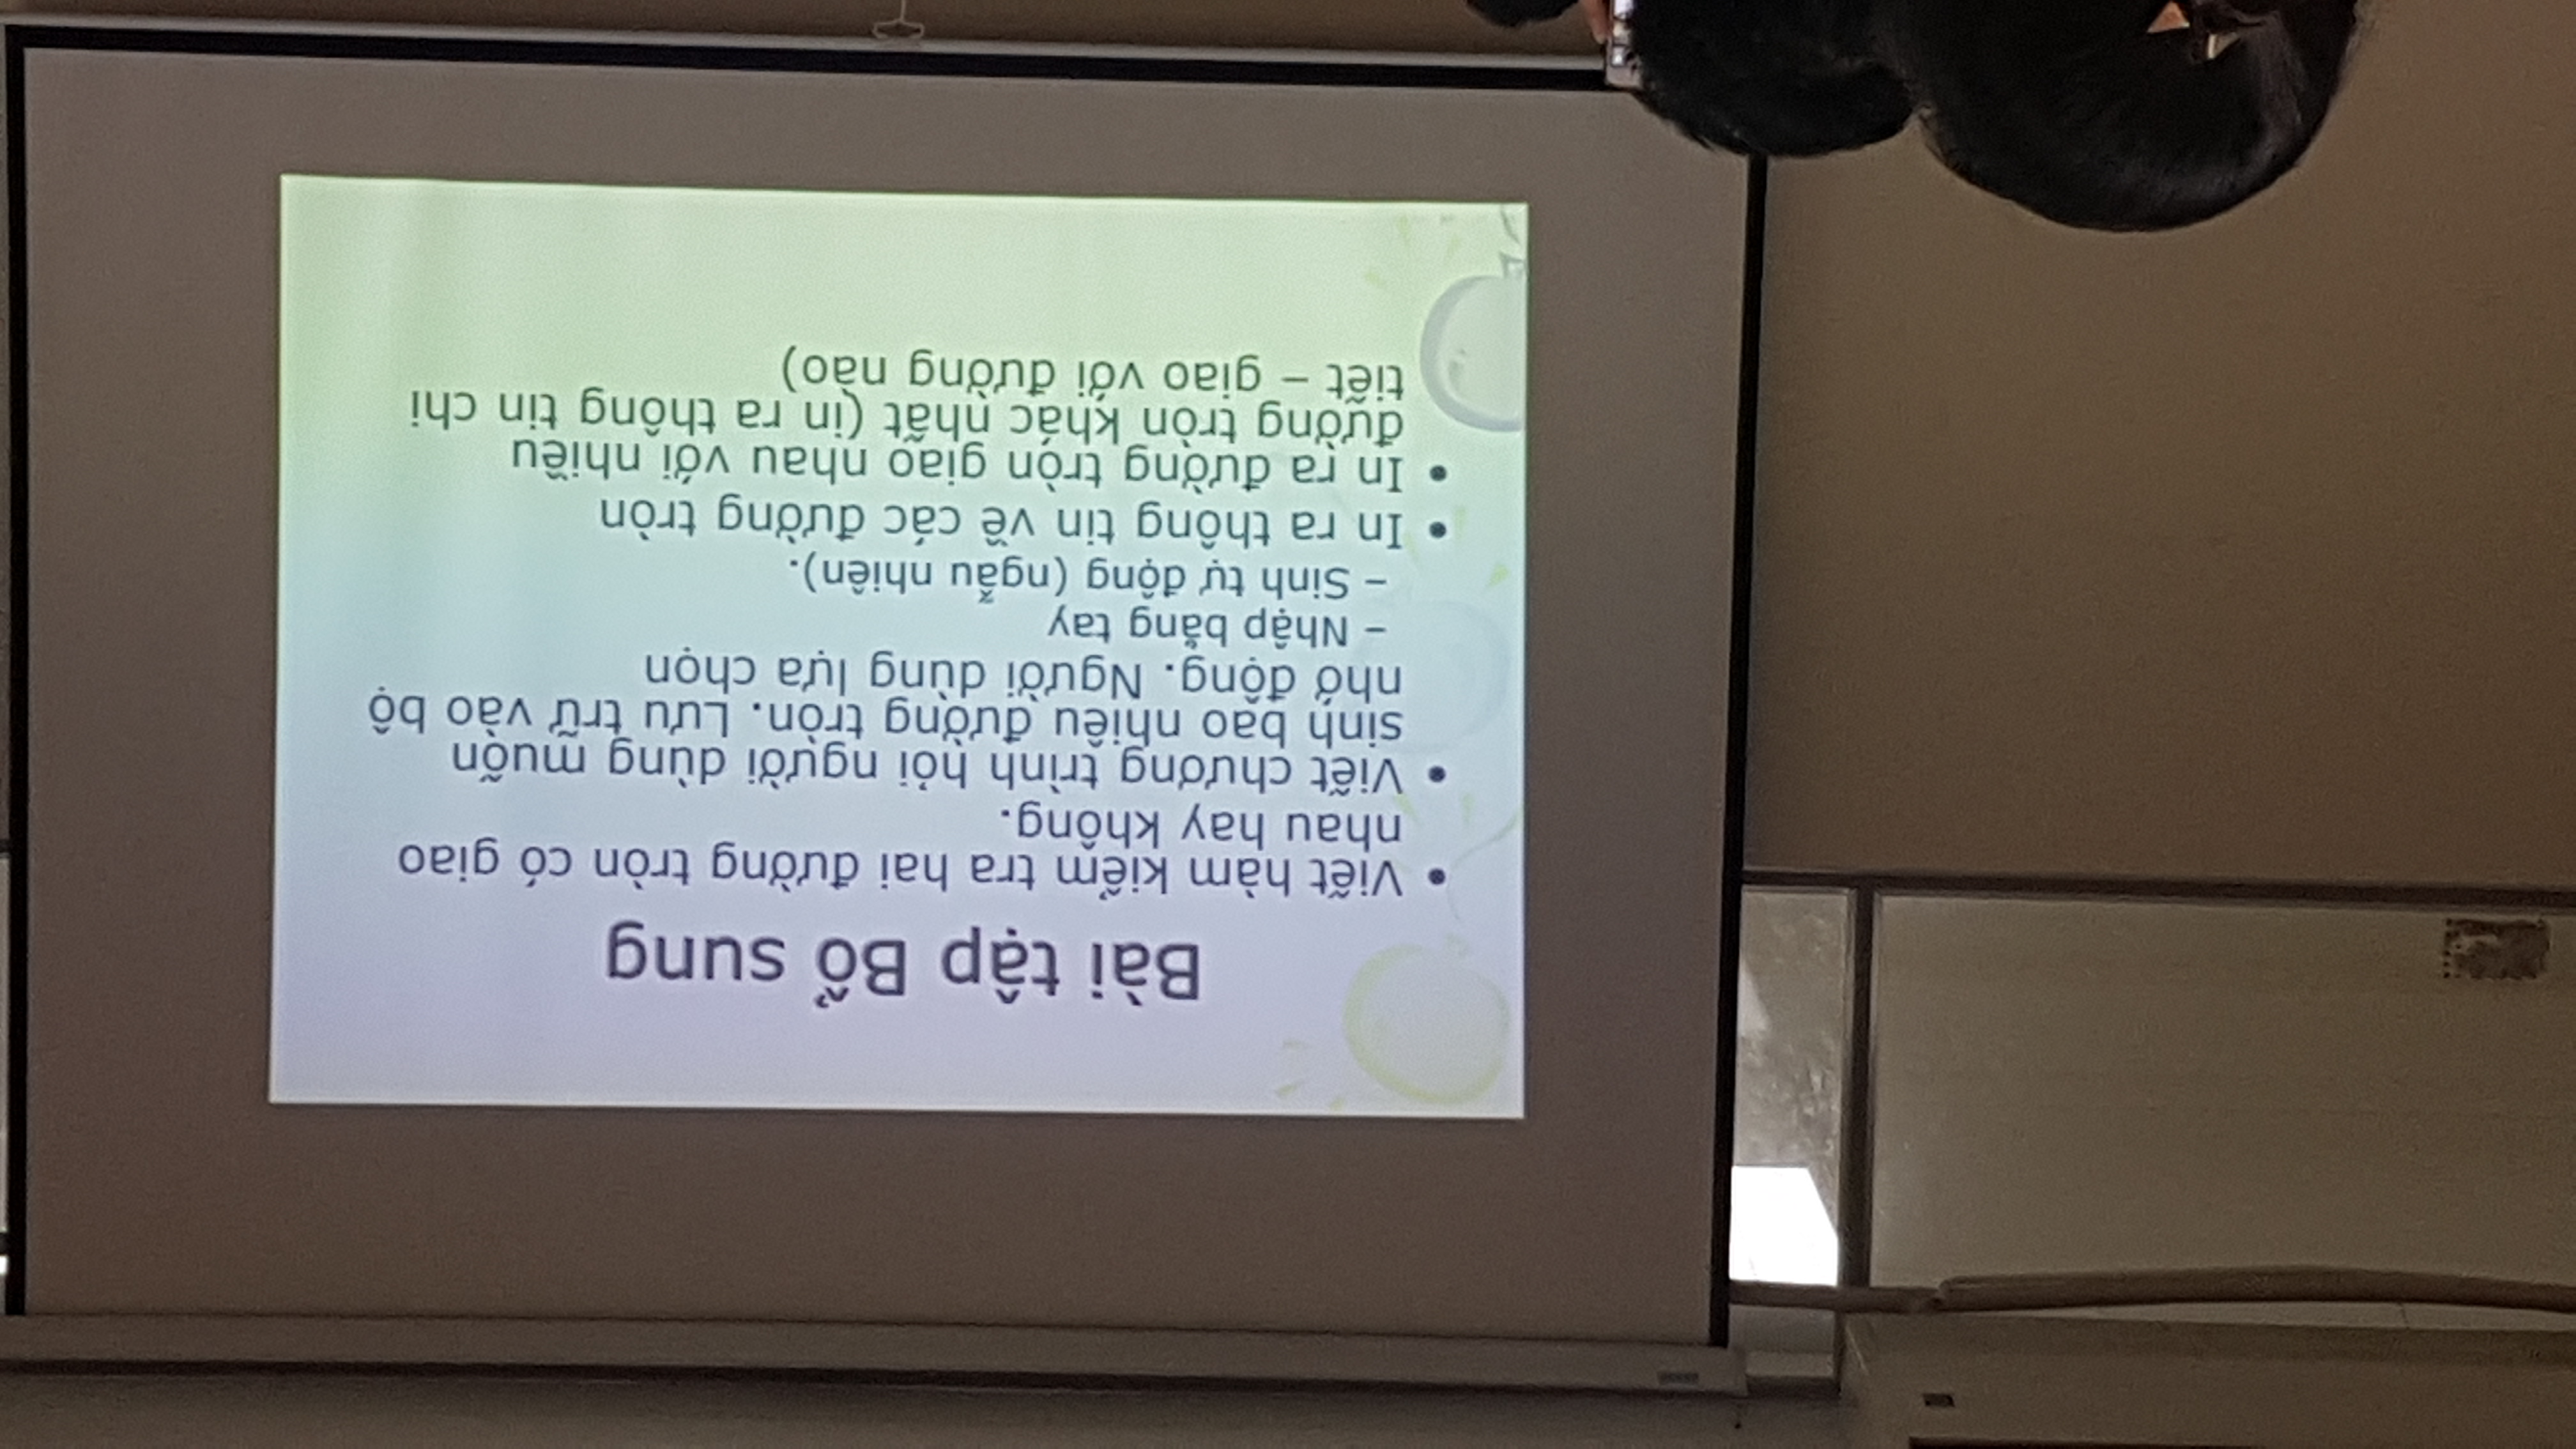 Bài tập Bổ sung
• Viết hàm kiểm tra hai đường tròn có giao
nhau hay không.
• Viết chương trình hỏi người dùng muốn
sinh bao nhiêu đường tròn. Lưu trữ vào bộ
nhớ động. Người dùng lựa chọn
– Nhập bằng tay
– Sinh tự động (ngẫu nhiên).
• In ra thông tin về các đường tròn
• In ra đường tròn giao nhau với nhiều
đường tròn khác nhất (in ra thông tin chi
tiết – giao với đường nào)